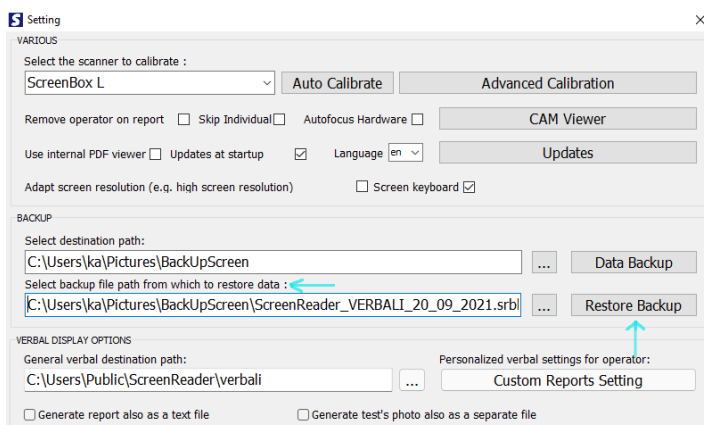 S Setting
VARIOUS
Select the scanner to calibrate :
ScreenBox L Auto Calibrate Advanced Calibration
Remove operator on report Skip Individual Autofocus Hardware CAM Viewer
Use internal PDF viewer Updates at startup Language en Updates
Adapt screen resolution (e.g. high screen resolution) Screen keyboard
BACKUP
Select destination path:
C:\Users\ka\Pictures\BackUpScreen ... Data Backup
Select backup file path from which to restore data :
C:\Users\ka\Pictures\BackUpScreen\ScreenReader_VERBALI_20_09_2021.srbl ... Restore Backup
VERBAL DISPLAY OPTIONS
General verbal destination path: Personalized verbal settings for operator:
C:\Users\Public\ScreenReader\verbali ... Custom Reports Setting
Generate report also as a text file Generate test's photo also as a separate file